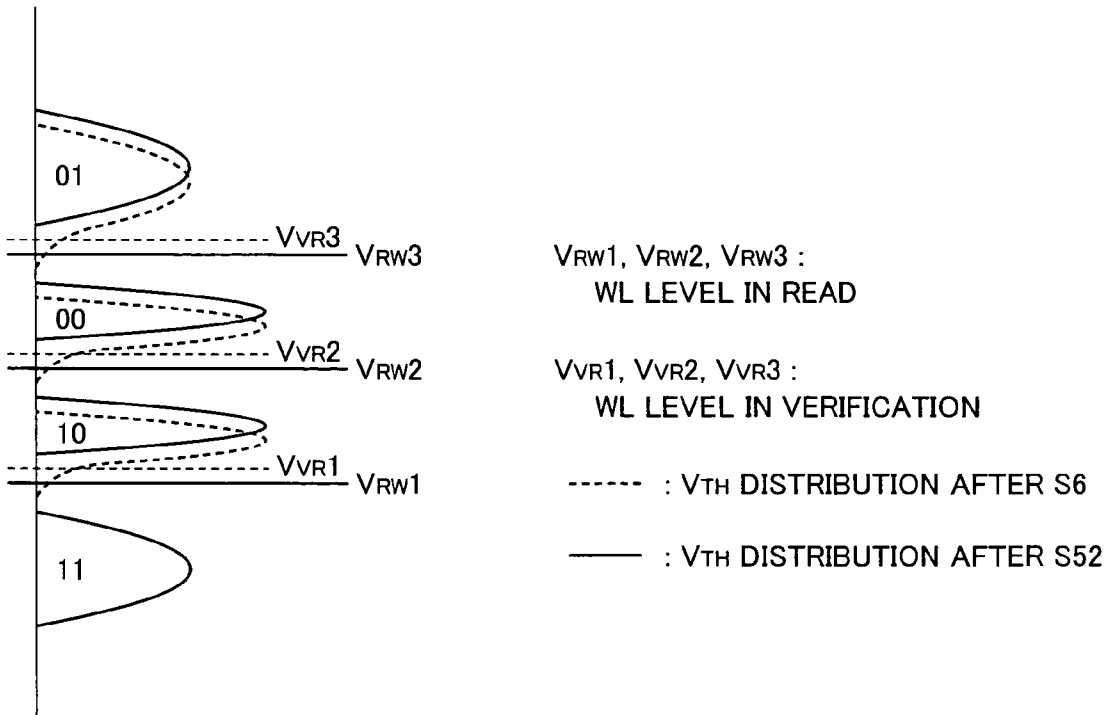 01
VVR3
VRW3
00
VVR2
VRW2
10
VVR1
VRW1
11
VRW1, VRW2, VRW3 :
WL LEVEL IN READ
VVR1, VVR2, VVR3 :
WL LEVEL IN VERIFICATION
: VTH DISTRIBUTION AFTER S6
: VTH DISTRIBUTION AFTER S52